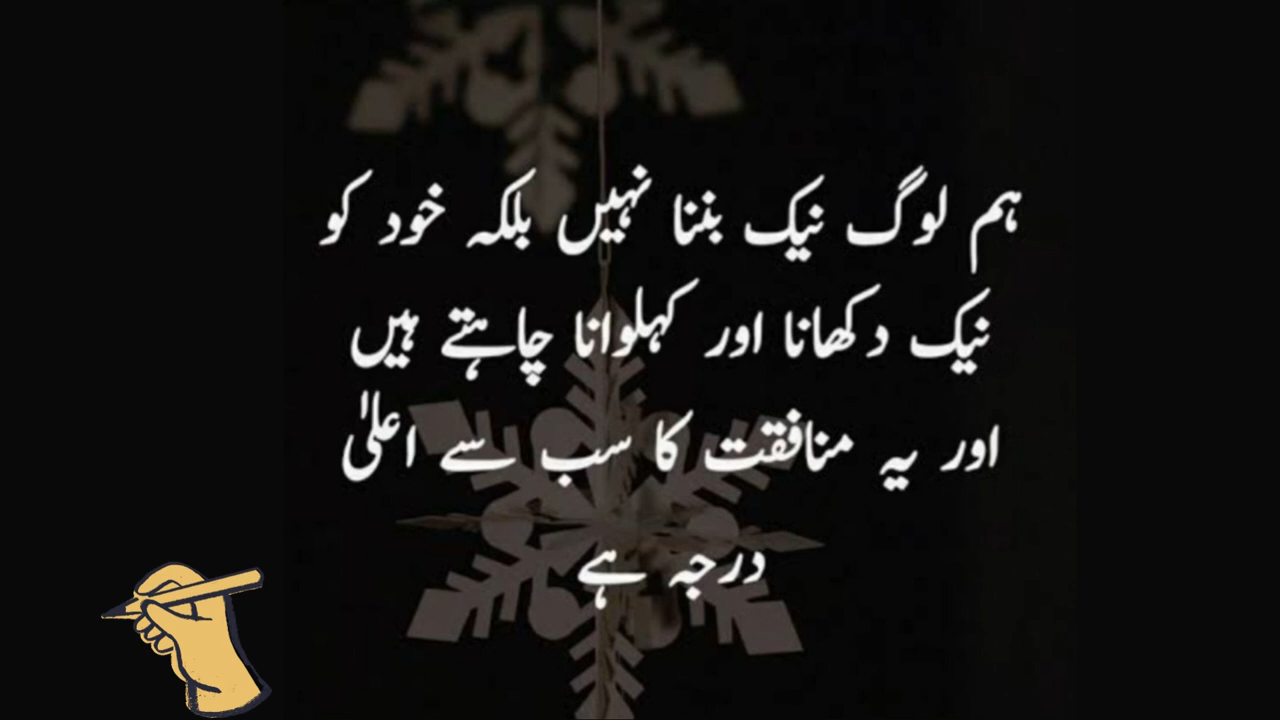 ہم لوگ نیک بننا نہیں بلکہ خود کو
نیک دکھانا اور کہلوانا چاہتے ہیں
اور یہ منافقت کا سب سے اعلیٰ
درجہ ہے